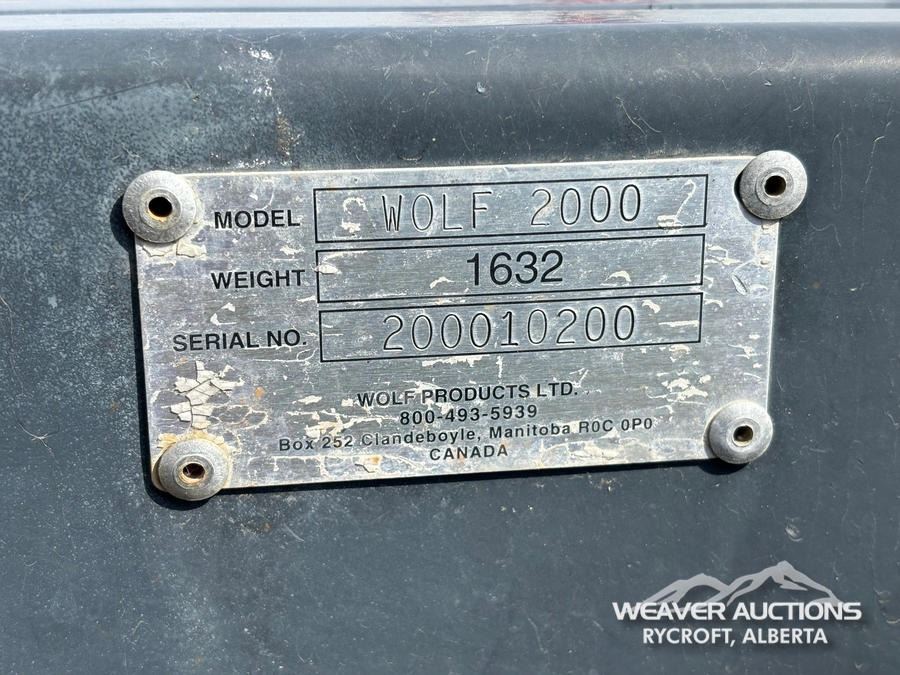 MODEL WOLF 2000
WEIGHT 1632
SERIAL NO. 200010200
WOLF PRODUCTS LTD.
800-493-5939
Box 252 Clandeboyle, Manitoba R0C 0P0
CANADA
WEAVER AUCTIONS
RYCROFT, ALBERTA